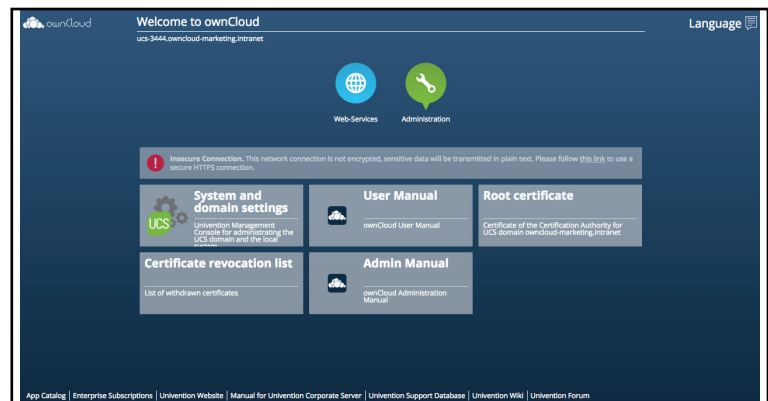 ownCloud
Welcome to ownCloud
Language
ucs-3444.owncloud-marketing.intranet
Web-Services
Administration
! Insecure Connection. This network connection is not encrypted, sensitive data will be transmitted in plain text. Please follow this link to use a
secure HTTPS connection.
System and
domain settings
UCS
Univention Management
Console for administrating the
UCS domain and the local
system
User Manual
ownCloud User Manual
Root certificate
Certificate of the Certification Authority for
UCS domain owncloud-marketing.intranet
Certificate revocation list
List of withdrawn certificates
Admin Manual
ownCloud Administration
Manual
App Catalog | Enterprise Subscriptions | Univention Website | Manual for Univention Corporate Server | Univention Support Database | Univention Wiki | Univention Forum